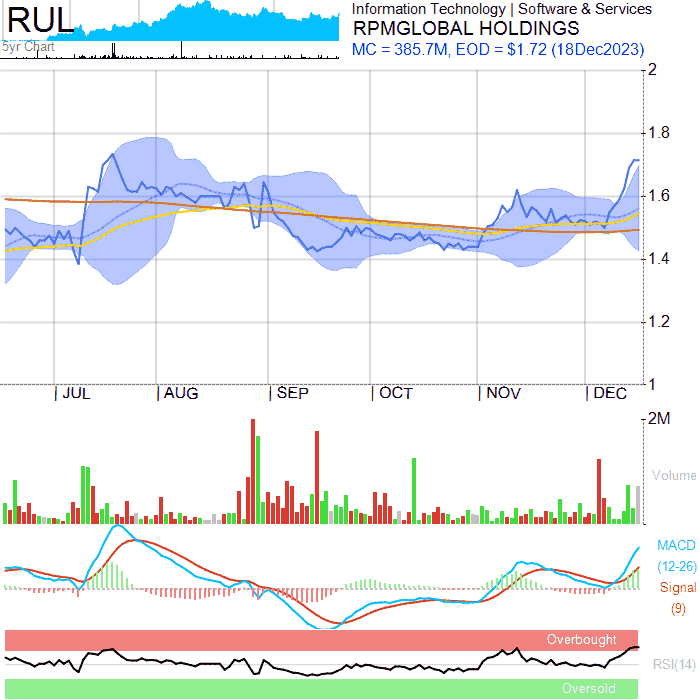 RUL
5yr Chart
Information Technology | Software & Services
RPMGLOBAL HOLDINGS
MC = 385.7M, EOD = $1.72 (18Dec2023)
2
1.8
1.6
1.4
1.2
1
| JUL | AUG | SEP | OCT | NOV | DEC
2M
Volume
MACD
(12-26)
Signal
(9)
Overbought
RSI(14)
Oversold